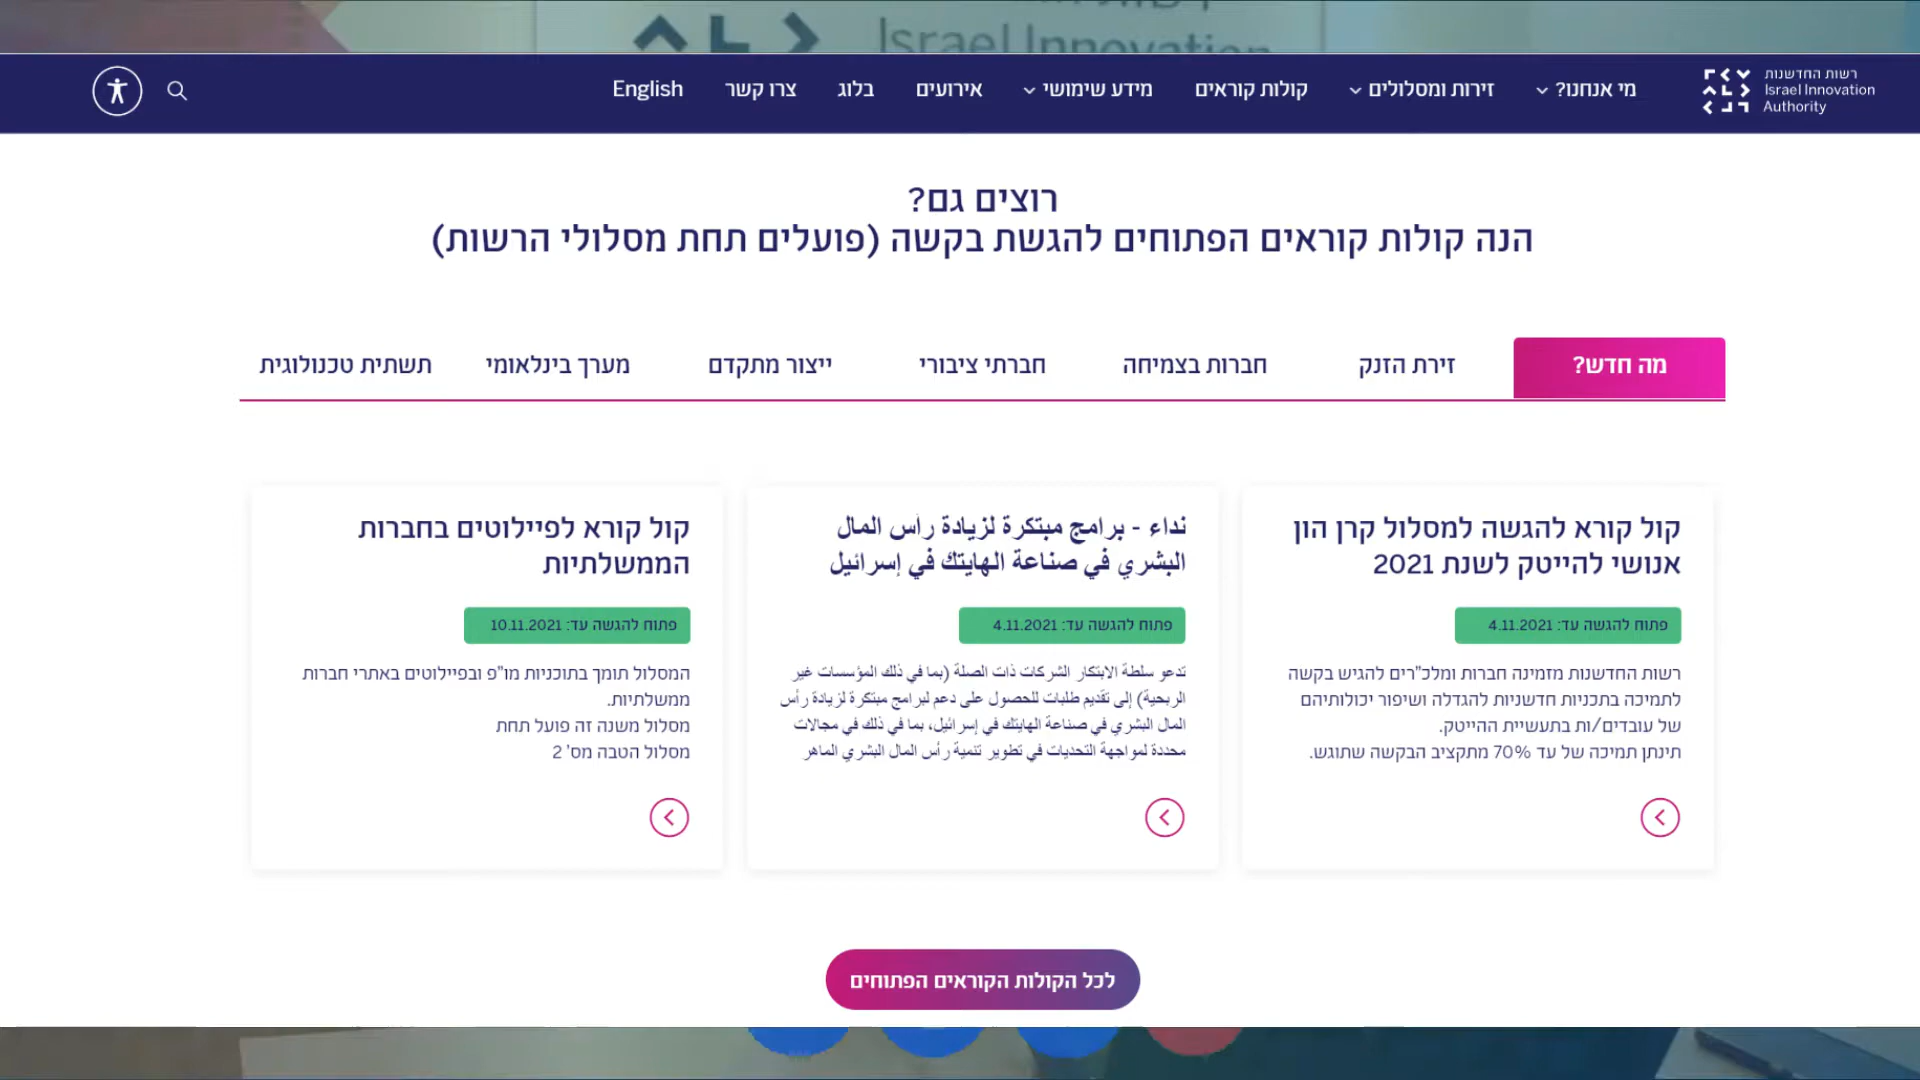 Israel Innovation
רשות החדשנות
Israel Innovation
Authority
מי אנחנו?
זירות ומסלולים
קולות קוראים
מידע שימושי
אירועים
בלוג
צרו קשר
English
רוצים גם?
הנה קולות קוראים הפתוחים להגשת בקשה (פועלים תחת מסלולי הרשות)
מה חדש?
זירת הזנק
חברות בצמיחה
חברתי ציבורי
ייצור מתקדם
מערך בינלאומי
תשתית טכנולוגית
קול קורא להגשה למסלול קרן הון
אנושי להייטק לשנת 2021
פתוח להגשה עד: 4.11.2021
רשות החדשנות מזמינה חברות ומלכ"רים להגיש בקשה
לתמיכה בתכניות חדשניות להגדלה ושיפור יכולותיהם
של עובדים/ות בתעשיית ההייטק.
תינתן תמיכה של עד 70% מתקציב הבקשה שתוגש.
نداء - برامج مبتكرة لزيادة رأس المال
البشري في صناعة الهايتك في إسرائيل
פתוח להגשה עד: 4.11.2021
تدعو سلطة الابتكار الشركات ذات الصلة (بما في ذلك المؤسسات غير
الربحية) إلى تقديم طلبات للحصول على دعم لبرامج مبتكرة لزيادة رأس
المال البشري في صناعة الهايتك في إسرائيل، بما في ذلك في مجالات
محددة لمواجهة التحديات في تطوير تنمية رأس المال البشري الماهر
קול קורא לפיילוטים בחברות
הממשלתיות
פתוח להגשה עד: 10.11.2021
המסלול תומך בתוכניות מו"פ ובפיילוטים באתרי חברות
ממשלתיות.
מסלול משנה זה פועל תחת
מסלול הטבה מס' 2
לכל הקולות הקוראים הפתוחים